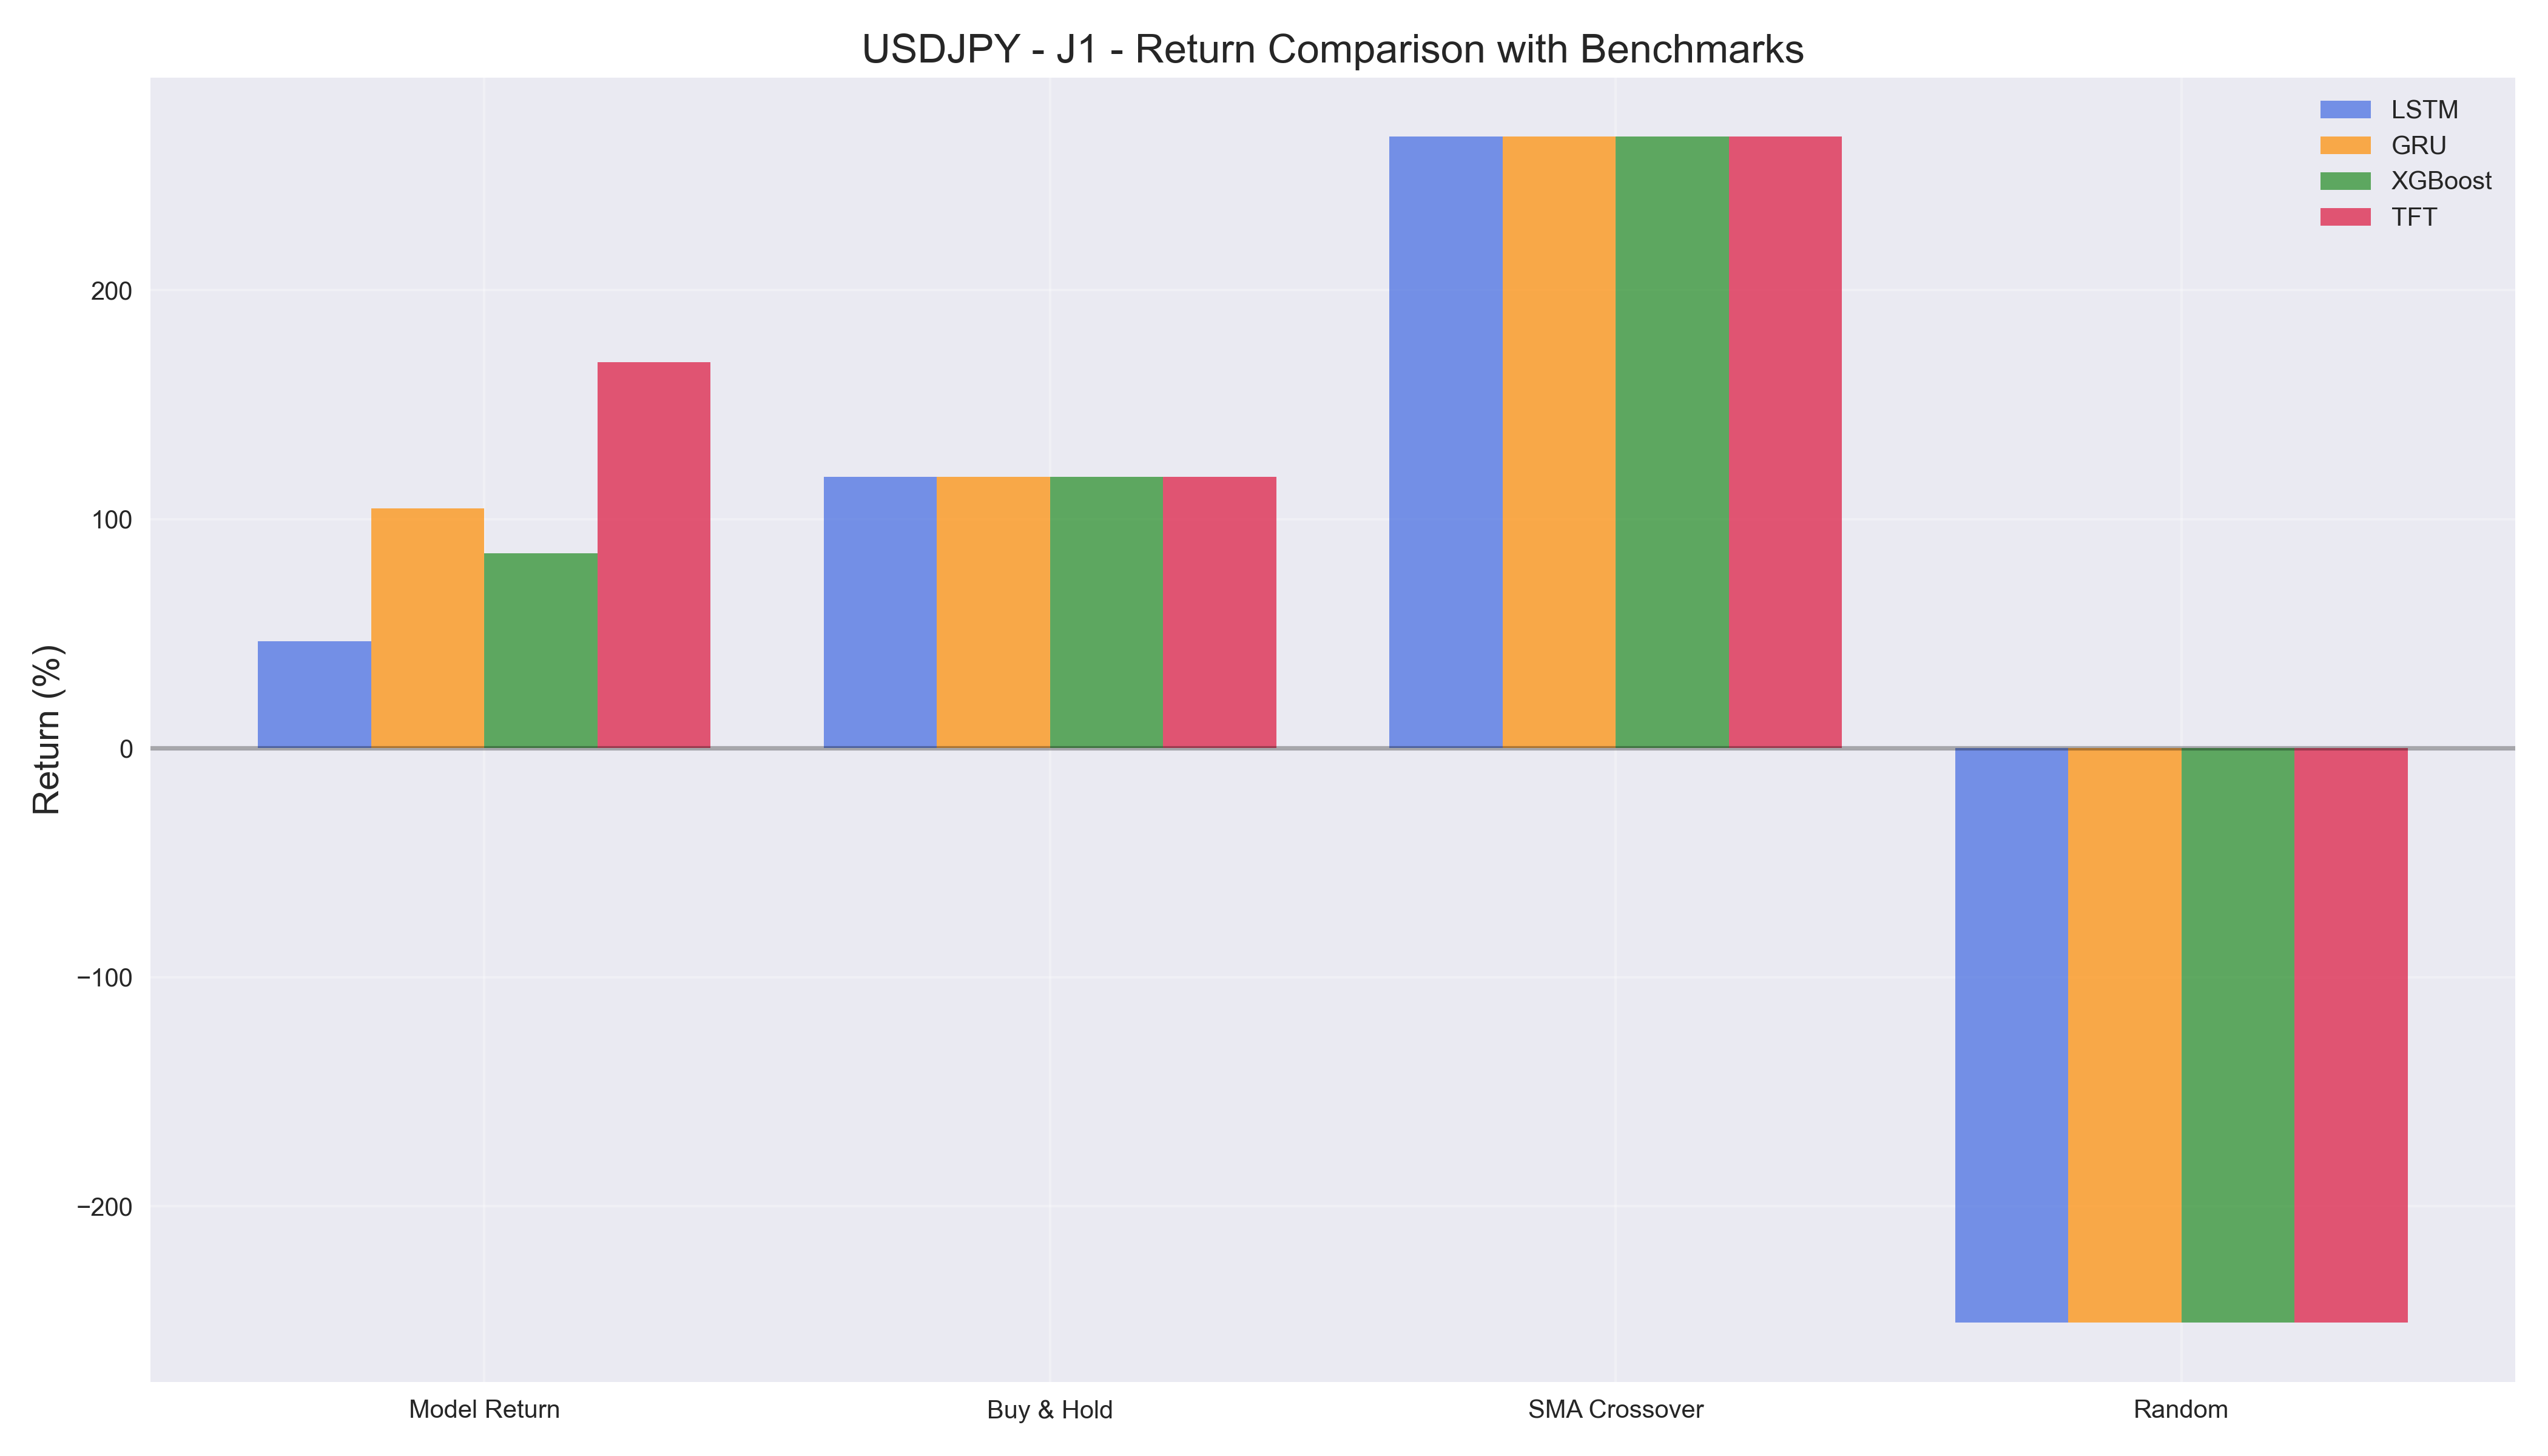 USDJPY - J1 - Return Comparison with Benchmarks
LSTM
GRU
XGBoost
TFT
Return (%)
200
100
0
−100
−200
Model Return
Buy & Hold
SMA Crossover
Random